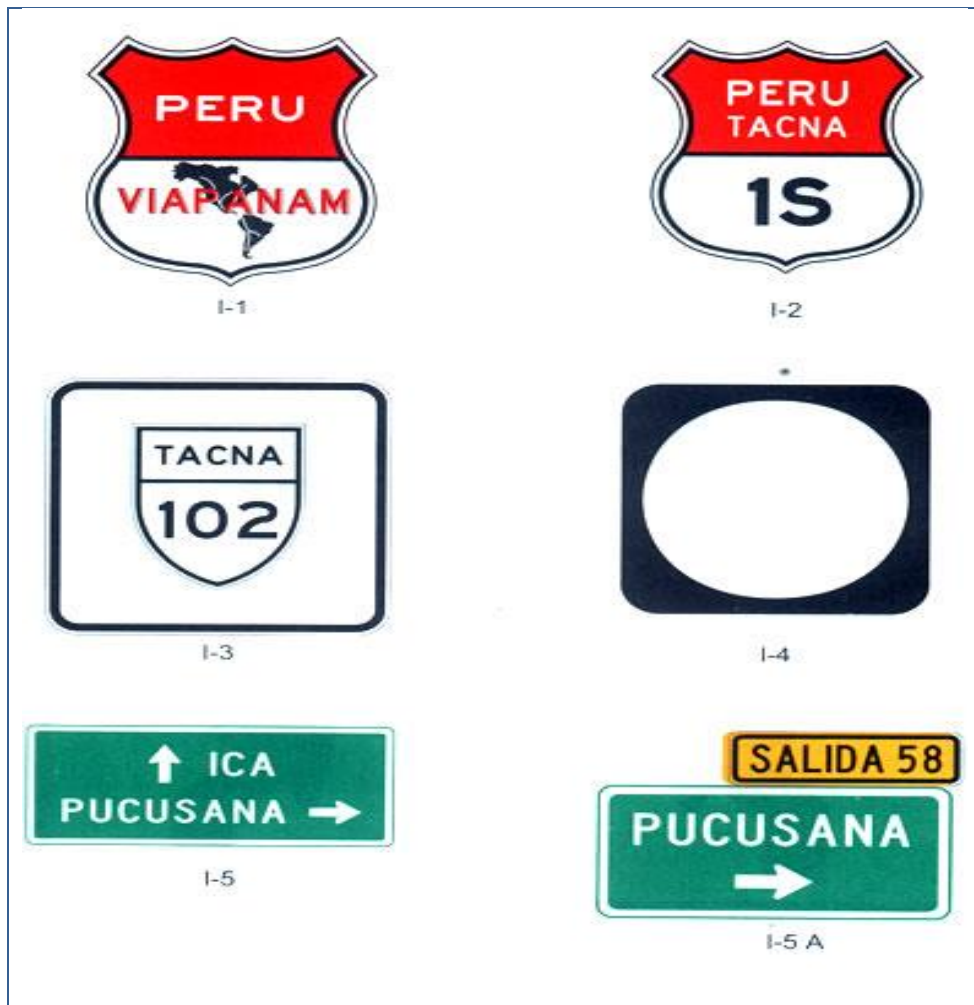 PERU
VIAPANAM
I-1
PERU
TACNA
1S
I-2
TACNA
102
I-3
I-4
ICA
PUCUSANA
I-5
SALIDA 58
PUCUSANA
I-5 A